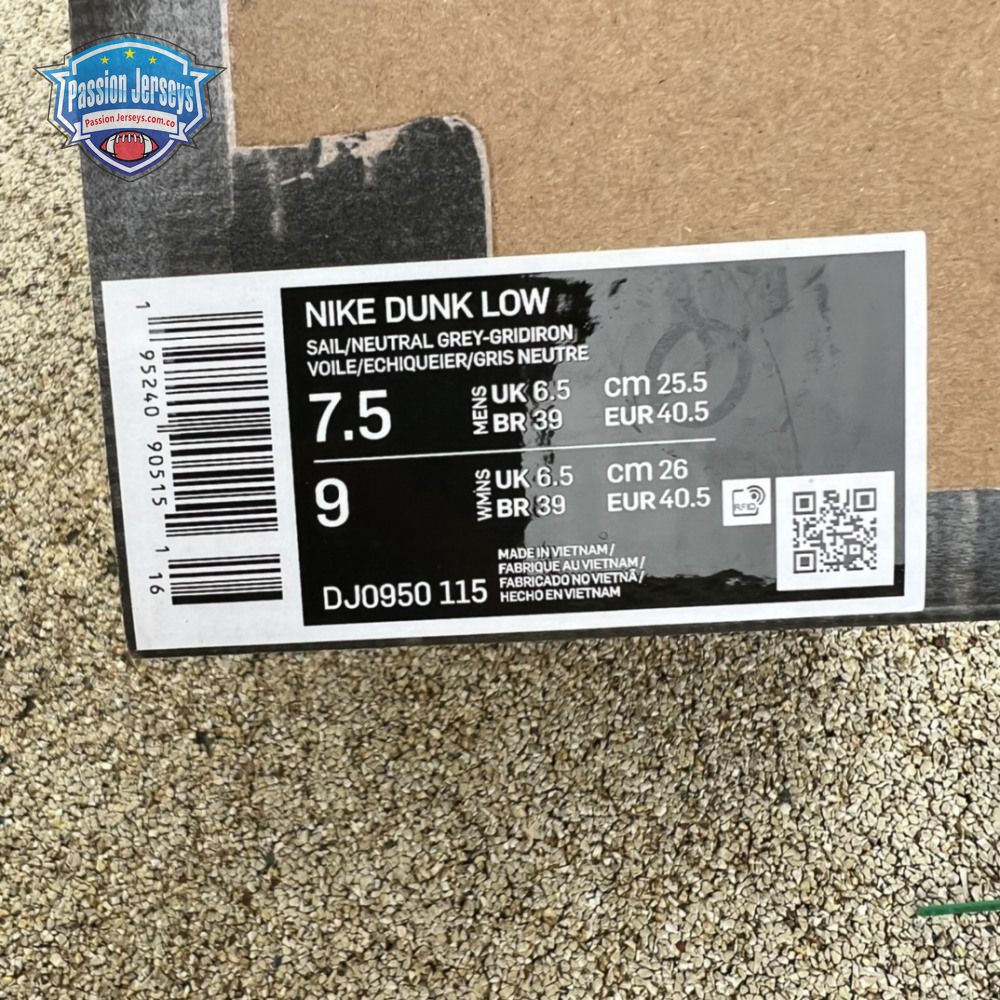 Passion Jerseys
Passion Jerseys.com.co
NIKE DUNK LOW
SAIL/NEUTRAL GREY-GRIDIRON
VOILE/ECHIQUEIER/GRIS NEUTRE
7.5 MENS UK 6.5 cm 25.5
BR 39 EUR 40.5
9 WMNS UK 6.5 cm 26
BR 39 EUR 40.5
RFID
DJ0950 115
MADE IN VIETNAM/
FABRIQUE AU VIETNAM/
FABRICADO NO VIETNÃ/
HECHO EN VIETNAM
1 95240 90515 1 16